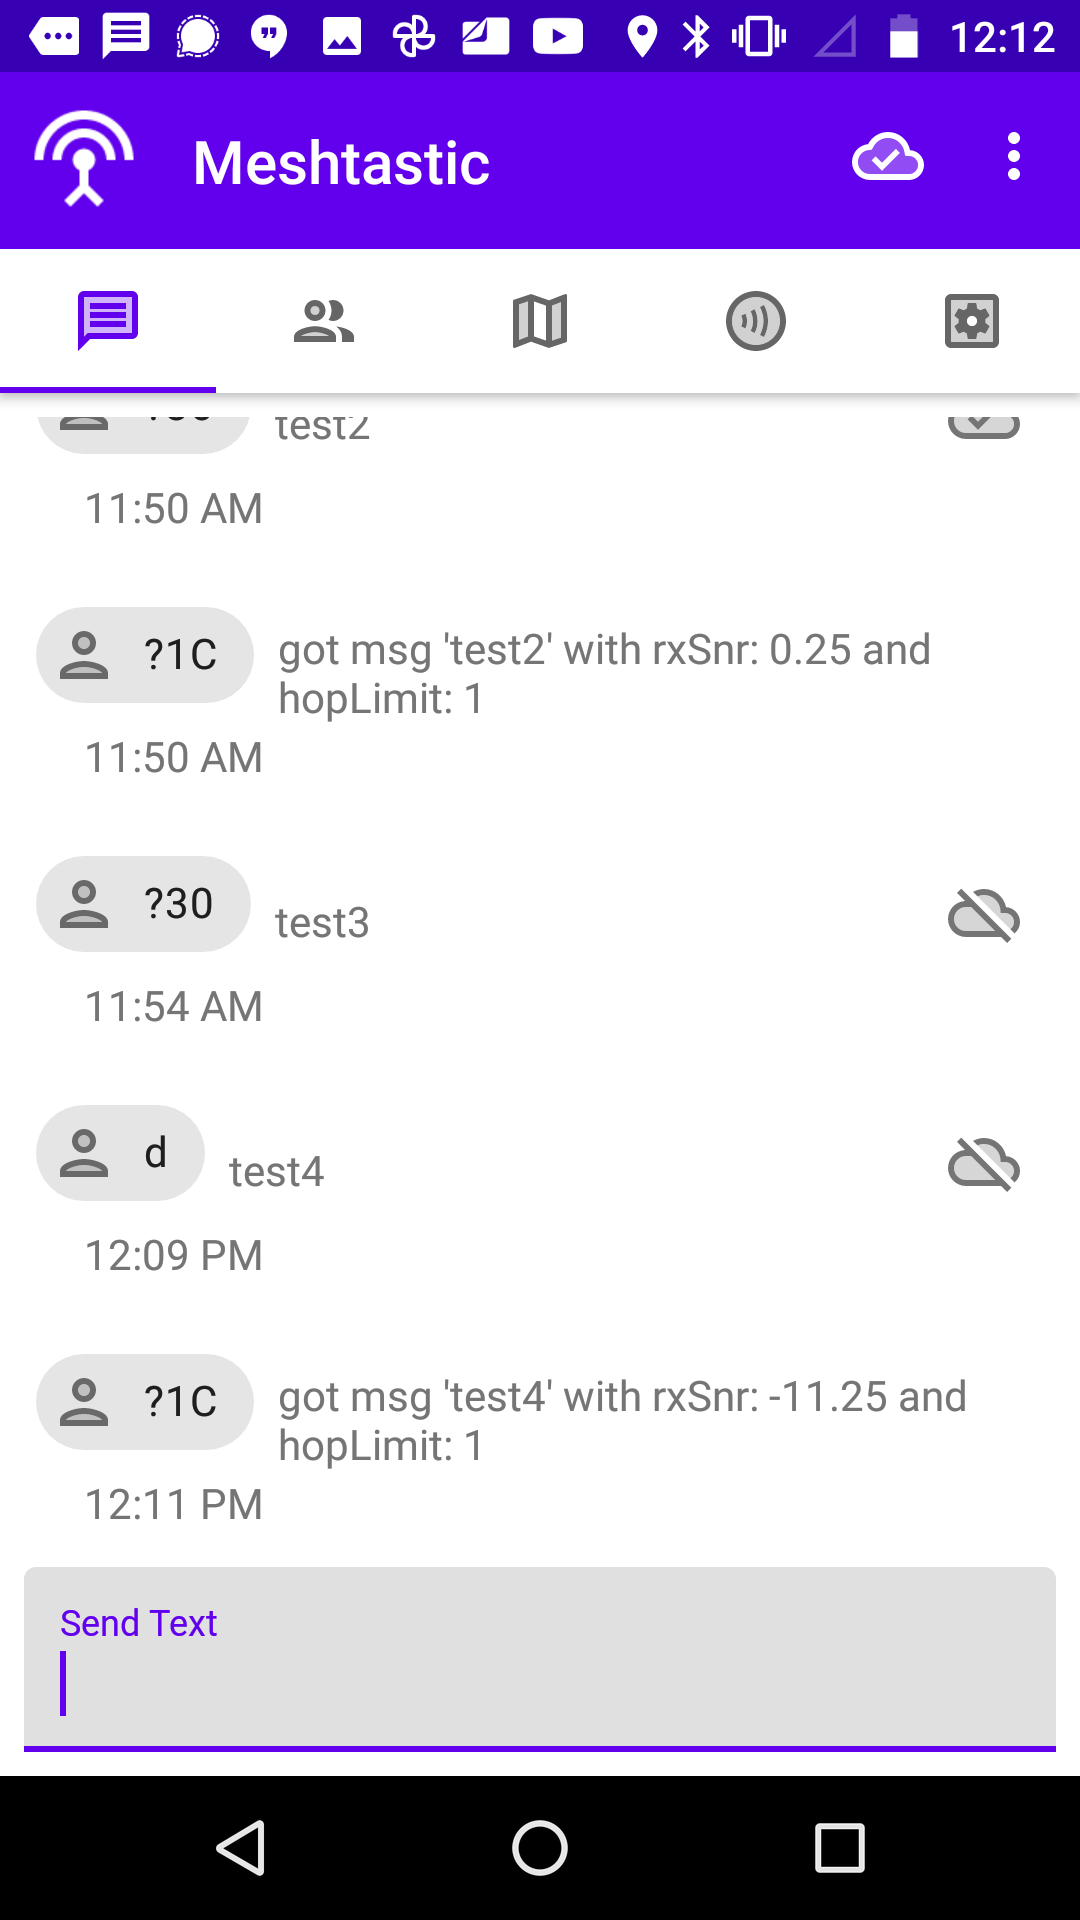 12:12
Meshtastic
test2
11:50 AM
?1C
got msg 'test2' with rxSnr: 0.25 and
hopLimit: 1
11:50 AM
?30
test3
11:54 AM
d
test4
12:09 PM
?1C
got msg 'test4' with rxSnr: -11.25 and
hopLimit: 1
12:11 PM
Send Text